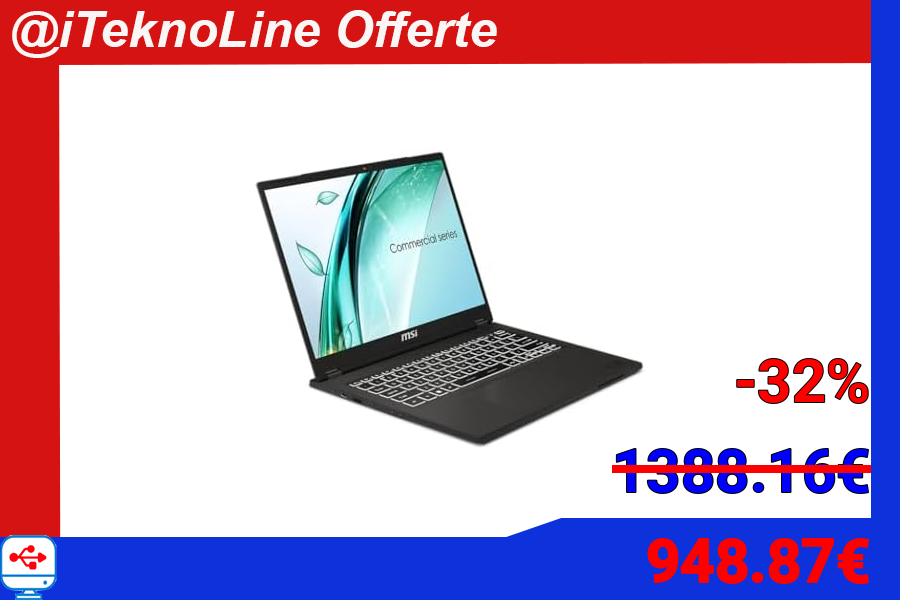 @iTeknoLine Offerte
Commercial series
msi
-32%
1388.16€
948.87€